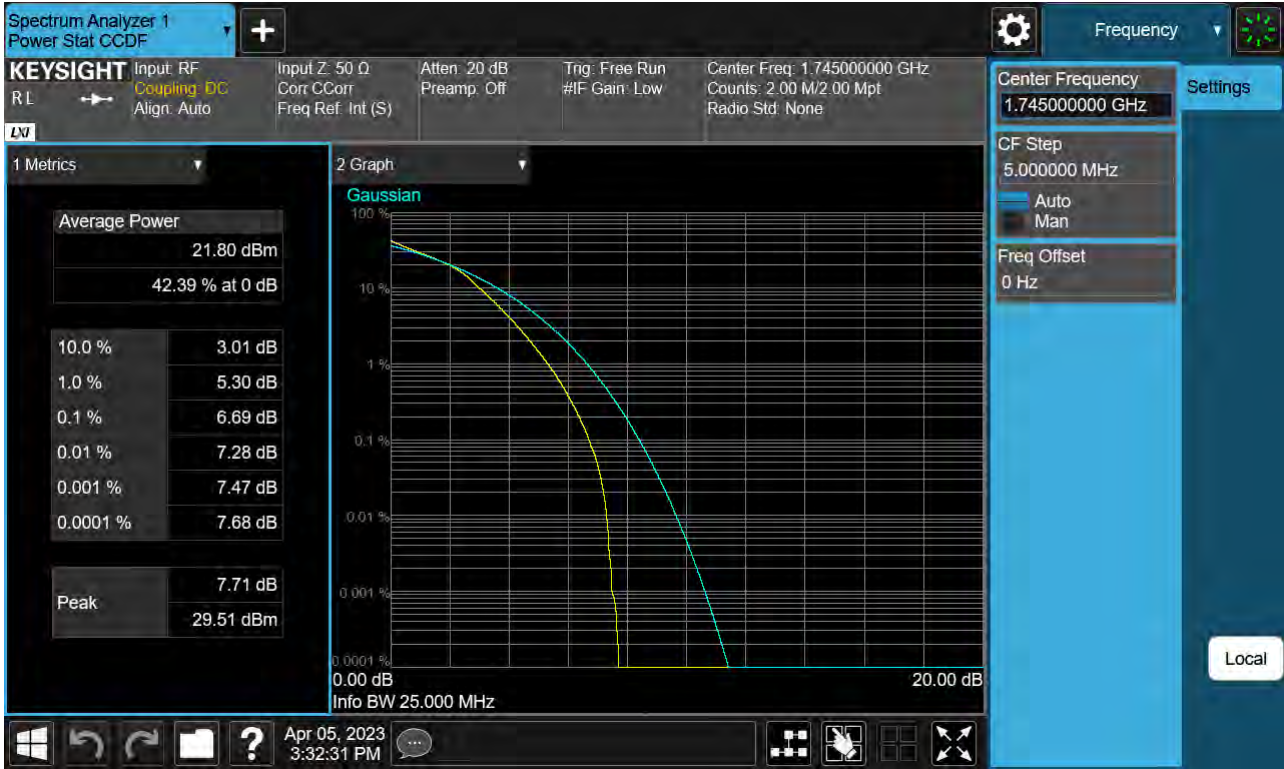 Spectrum Analyzer 1
Power Stat CCDF
+
Frequency
KEYSIGHT
R L
LXI
Input: RF
Coupling: DC
Align: Auto
Input Z: 50 Ω
Corr CCorr
Freq Ref: Int (S)
Atten: 20 dB
Preamp: Off
Trig: Free Run
#IF Gain: Low
Center Freq: 1.745000000 GHz
Counts: 2.00 M/2.00 Mpt
Radio Std: None
Center Frequency
1.745000000 GHz
Settings
CF Step
5.000000 MHz
Auto
Man
Freq Offset
0 Hz
Local
1 Metrics
Average Power
21.80 dBm
42.39 % at 0 dB
10.0 % 3.01 dB
1.0 % 5.30 dB
0.1 % 6.69 dB
0.01 % 7.28 dB
0.001 % 7.47 dB
0.0001 % 7.68 dB
Peak
7.71 dB
29.51 dBm
2 Graph
Gaussian
100 %
10 %
1 %
0.1 %
0.01 %
0.001 %
0.0001 %
0.00 dB 20.00 dB
Info BW 25.000 MHz
?
Apr 05, 2023
3:32:31 PM